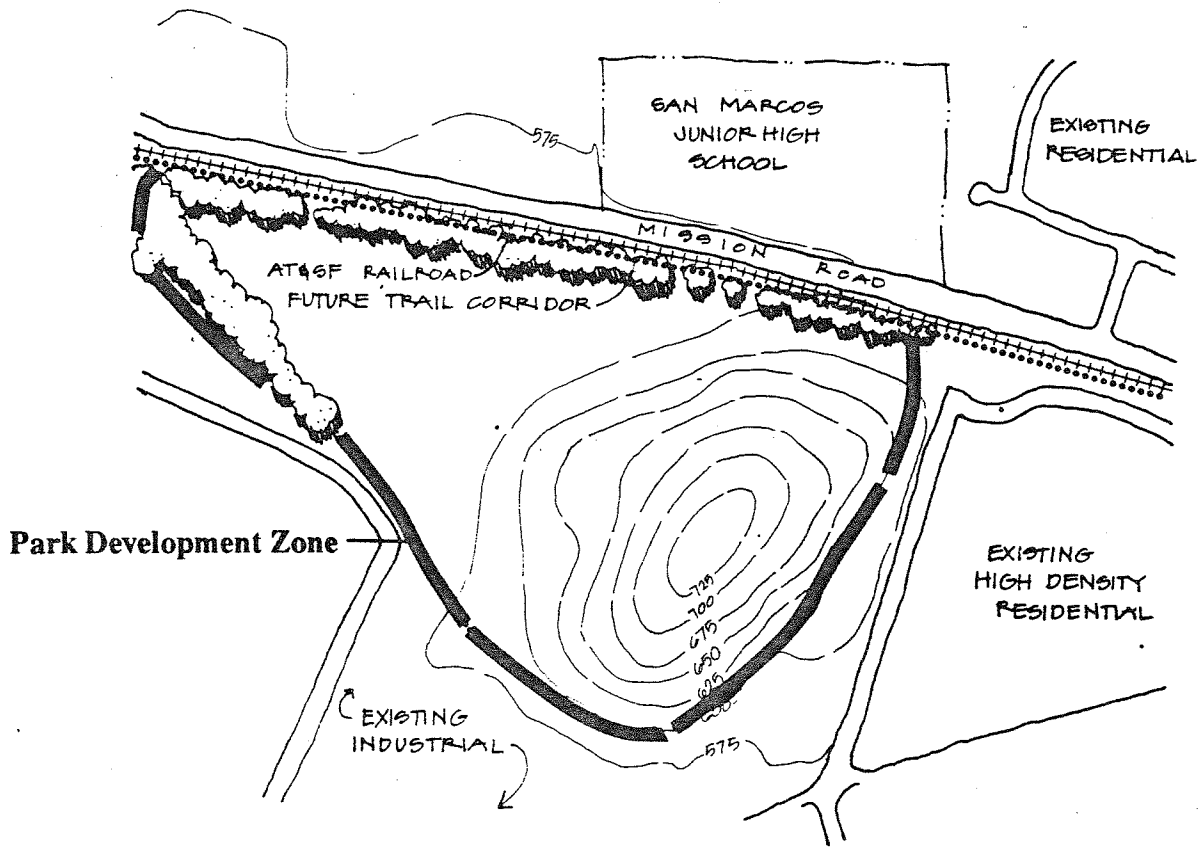 SAN MARCOS
JUNIOR HIGH
SCHOOL
EXISTING
RESIDENTIAL
575
MISSION ROAD
AT&SF RAILROAD
FUTURE TRAIL CORRIDOR
Park Development Zone
EXISTING
HIGH DENSITY
RESIDENTIAL
725
700
675
650
625
600
575
EXISTING
INDUSTRIAL